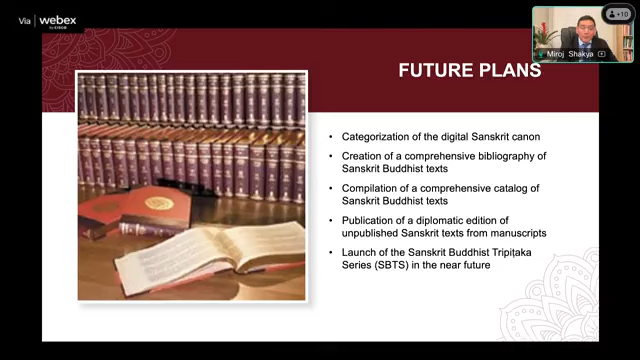 Via webex
by CISCO
+10
Miroj Shakya
FUTURE PLANS
• Categorization of the digital Sanskrit canon
• Creation of a comprehensive bibliography of
Sanskrit Buddhist texts
• Compilation of a comprehensive catalog of
Sanskrit Buddhist texts
• Publication of a diplomatic edition of
unpublished Sanskrit texts from manuscripts
• Launch of the Sanskrit Buddhist Tripiṭaka
Series (SBTS) in the near future